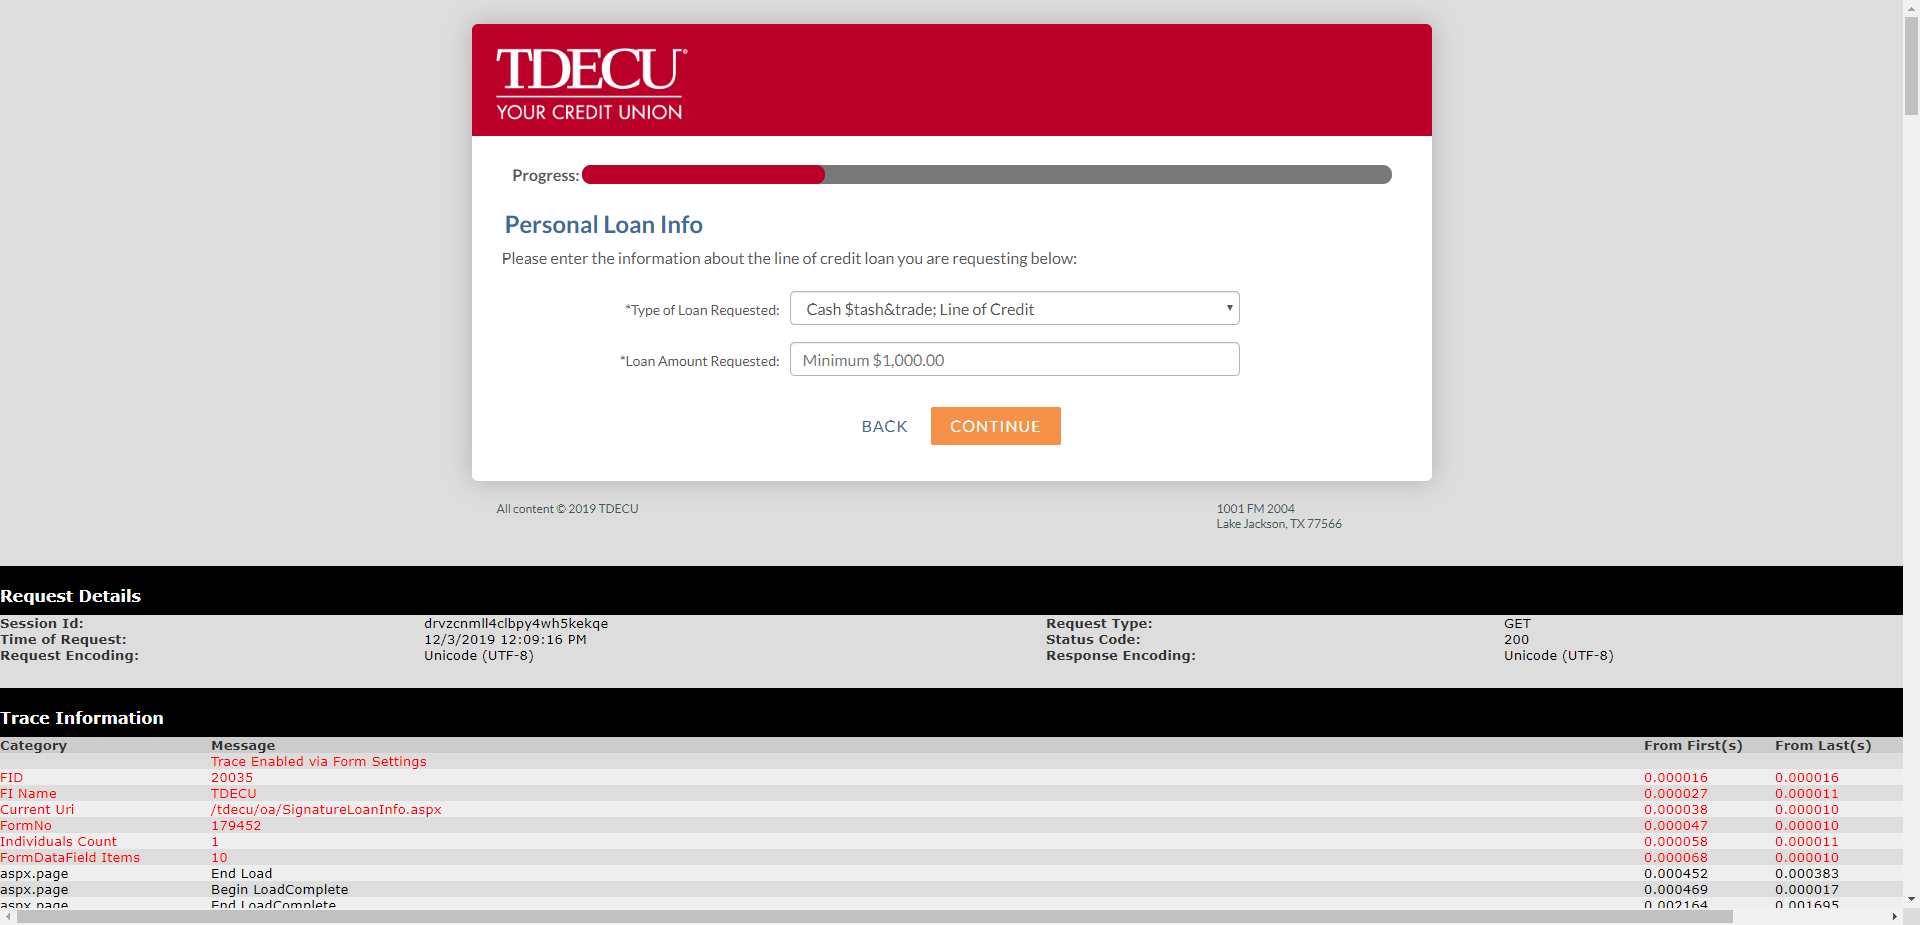 TDECU®
YOUR CREDIT UNION
Progress:
Personal Loan Info
Please enter the information about the line of credit loan you are requesting below:
*Type of Loan Requested: Cash $tash&trade; Line of Credit
*Loan Amount Requested: Minimum $1,000.00
BACK CONTINUE
All content © 2019 TDECU 1001 FM 2004
Lake Jackson, TX 77566
Request Details
Session Id: drvzcnmll4clbpy4wh5kekqe Request Type: GET
Time of Request: 12/3/2019 12:09:16 PM Status Code: 200
Request Encoding: Unicode (UTF-8) Response Encoding: Unicode (UTF-8)
Trace Information
Category Message From First(s) From Last(s)
Trace Enabled via Form Settings
FID 20035 0.000016 0.000016
FI Name TDECU 0.000027 0.000011
Current Uri /tdecu/oa/SignatureLoanInfo.aspx 0.000038 0.000010
FormNo 179452 0.000047 0.000010
Individuals Count 1 0.000058 0.000011
FormDataField Items 10 0.000068 0.000010
aspx.page End Load 0.000452 0.000383
aspx.page Begin LoadComplete 0.000469 0.000017
aspx.page End LoadComplete 0.002164 0.001695